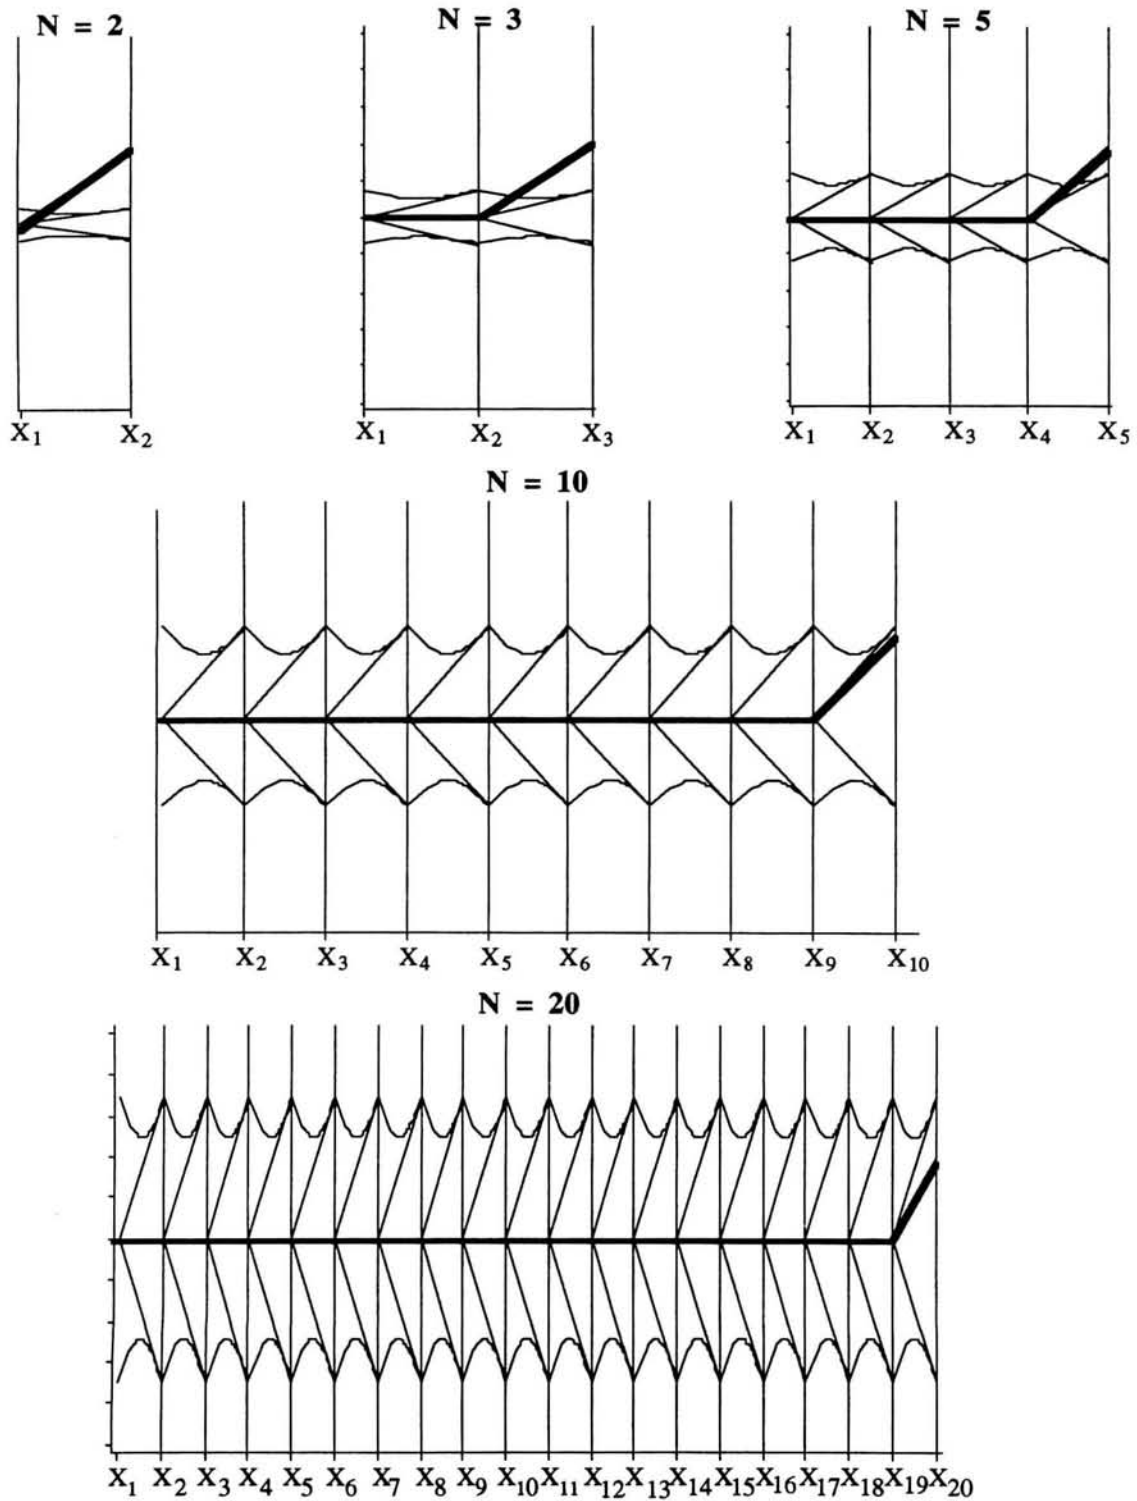 N = 2
N = 3
N = 5
X1 X2
X1 X2 X3
X1 X2 X3 X4 X5
N = 10
X1 X2 X3 X4 X5 X6 X7 X8 X9 X10
N = 20
X1 X2 X3 X4 X5 X6 X7 X8 X9 X10 X11 X12 X13 X14 X15 X16 X17 X18 X19 X20